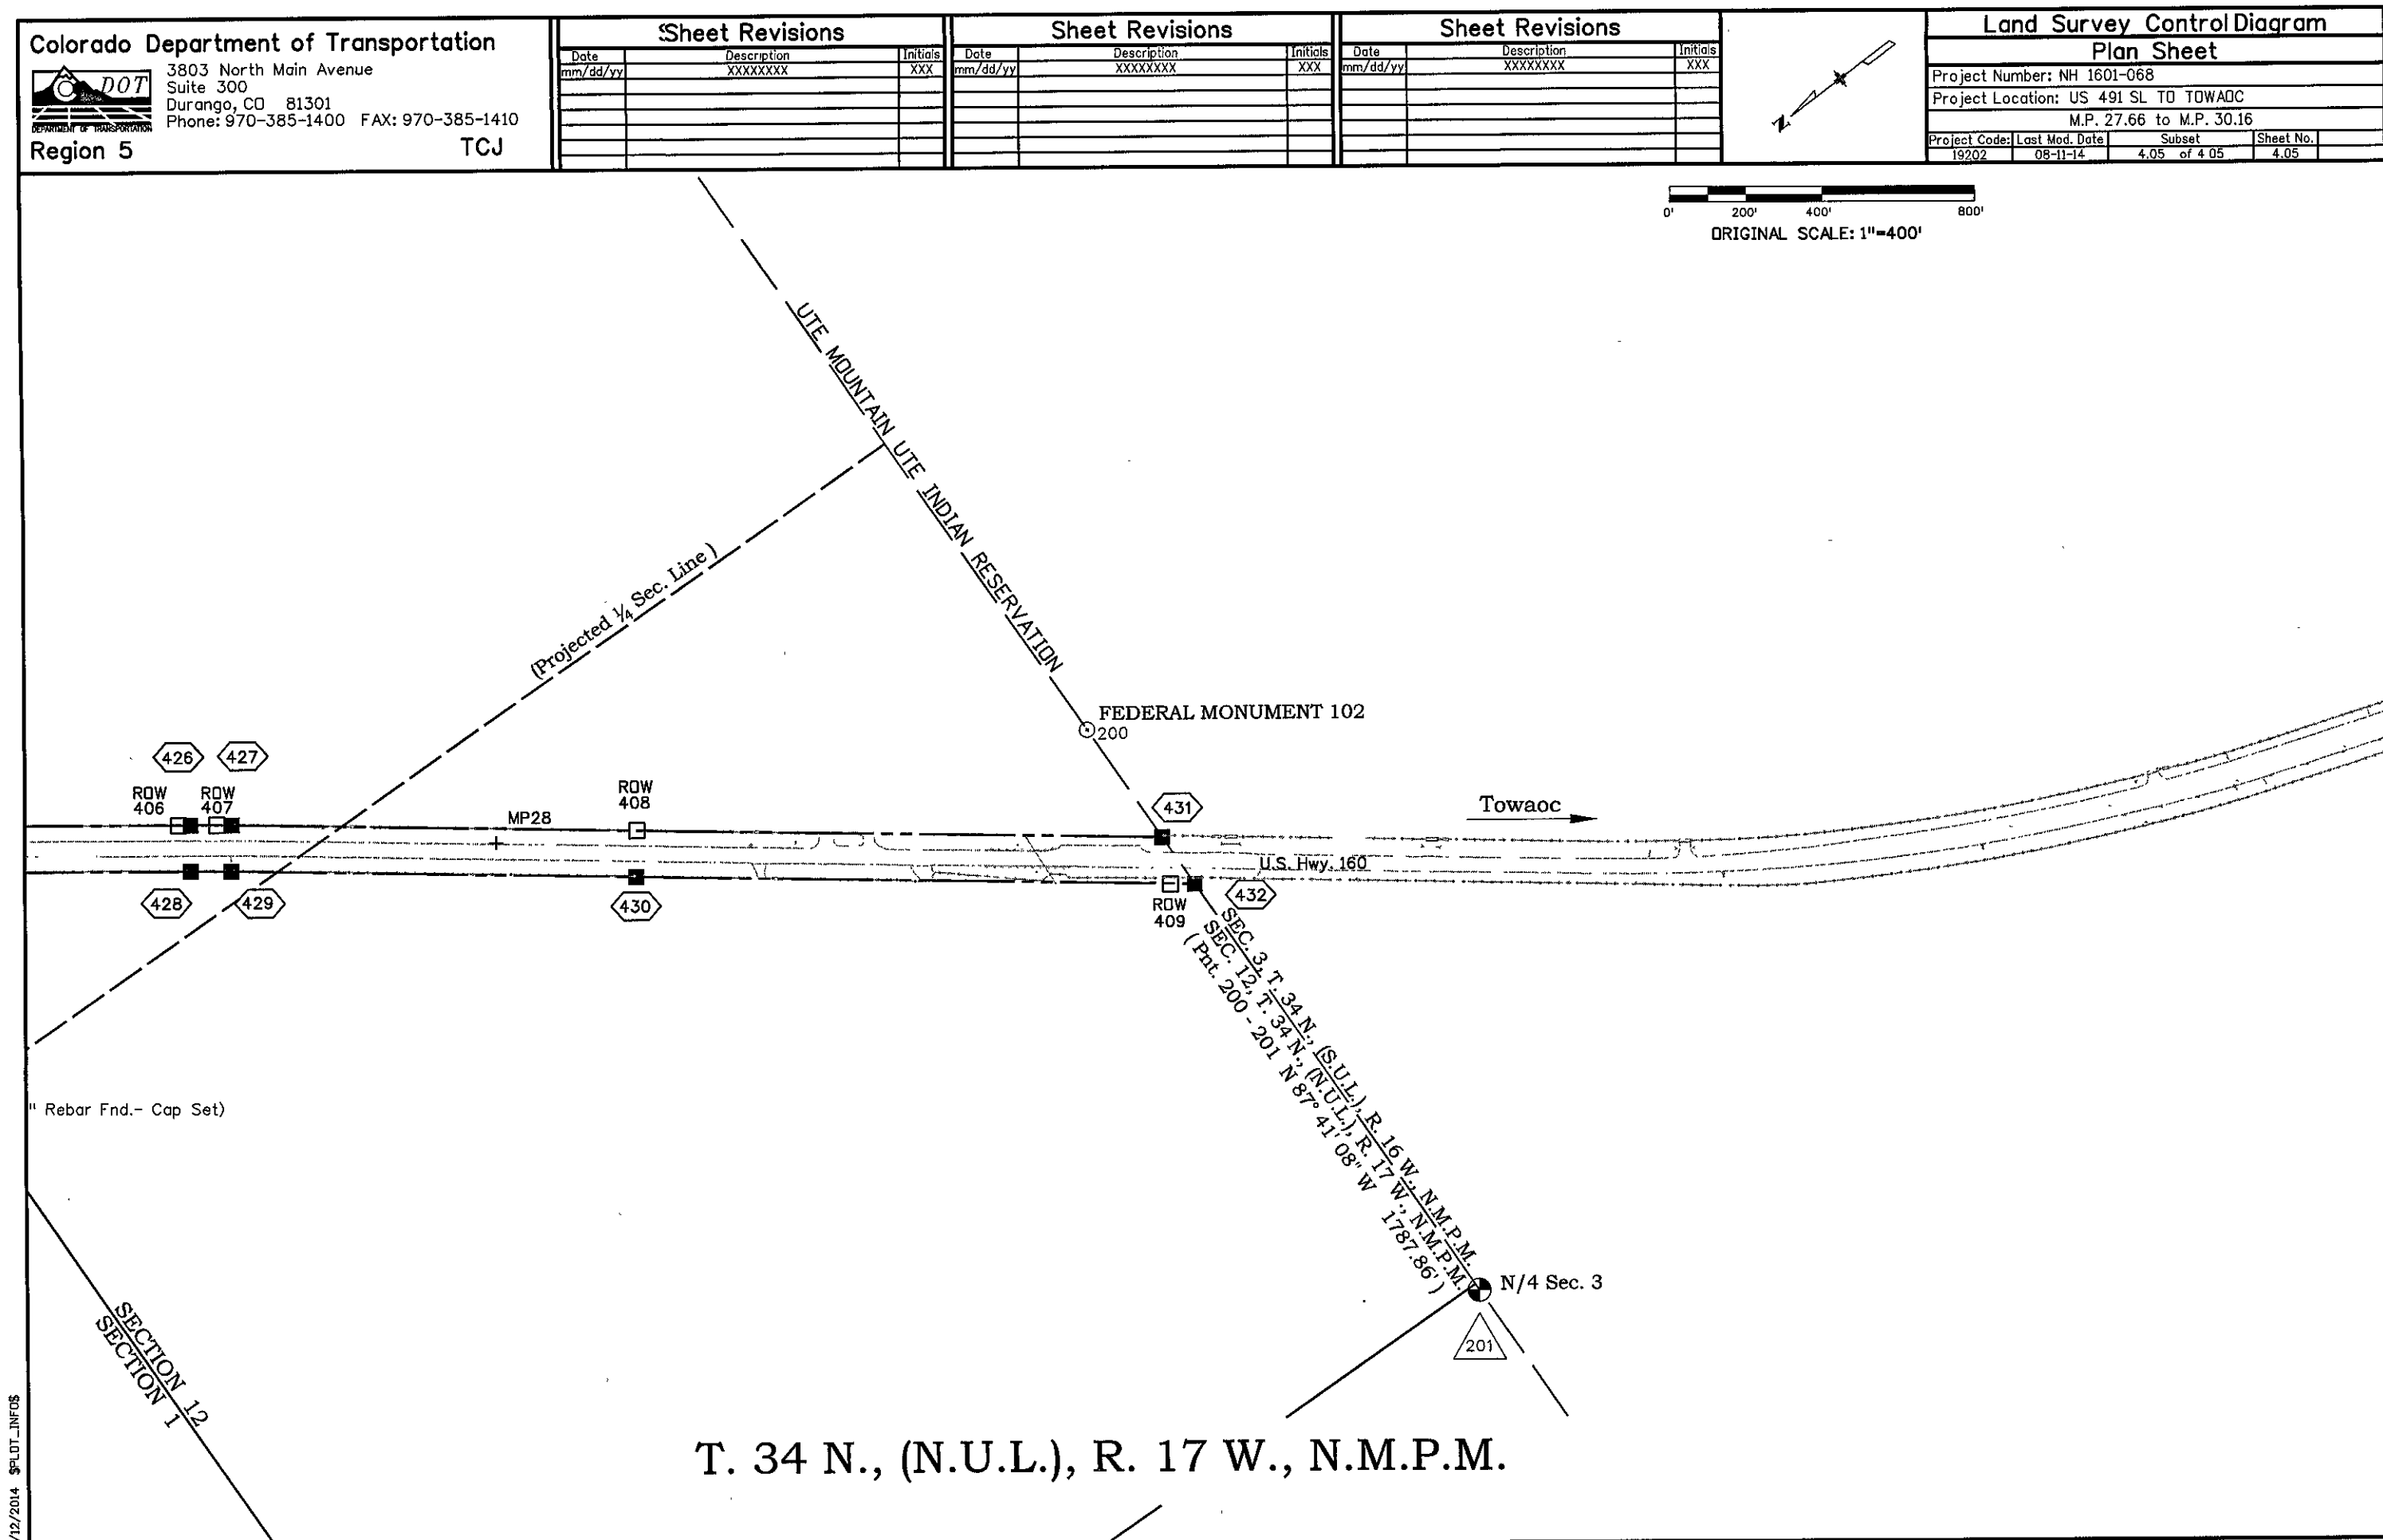 Colorado Department of Transportation
DOT
DEPARTMENT OF TRANSPORTATION
3803 North Main Avenue
Suite 300
Durango, CO 81301
Phone: 970-385-1400 FAX: 970-385-1410
Region 5 TCJ
Sheet Revisions
Date Description Initials
mm/dd/yy XXXXXXXX XXX
Sheet Revisions
Date Description Initials
mm/dd/yy XXXXXXXX XXX
Sheet Revisions
Date Description Initials
mm/dd/yy XXXXXXXX XXX
N
Land Survey Control Diagram
Plan Sheet
Project Number: NH 1601-068
Project Location: US 491 SL TO TOWAOC
M.P. 27.66 to M.P. 30.16
Project Code: Last Mod. Date Subset Sheet No.
19202 08-11-14 4.05 of 4.05 4.05
0' 200' 400' 800'
ORIGINAL SCALE: 1"=400'
UTE MOUNTAIN UTE INDIAN RESERVATION
(Projected ¼ Sec. Line)
FEDERAL MONUMENT 102
200
426 427
ROW
406
ROW
407
MP28
ROW
408
431
Towaoc
U.S. Hwy. 160
428 429
430
ROW
409
432
SEC. 3, T. 34 N., (S.U.L.), R. 16 W., N.M.P.M.
SEC. 12, T. 34 N., (N.U.L.), R. 17 W., N.M.P.M.
(Pnt. 200 - 201 N 87° 41' 08" W 1787.86')
" Rebar Fnd.- Cap Set)
N/4 Sec. 3
201
SECTION 12
SECTION 1
T. 34 N., (N.U.L.), R. 17 W., N.M.P.M.
/12/2014 $PLOT_INFO$